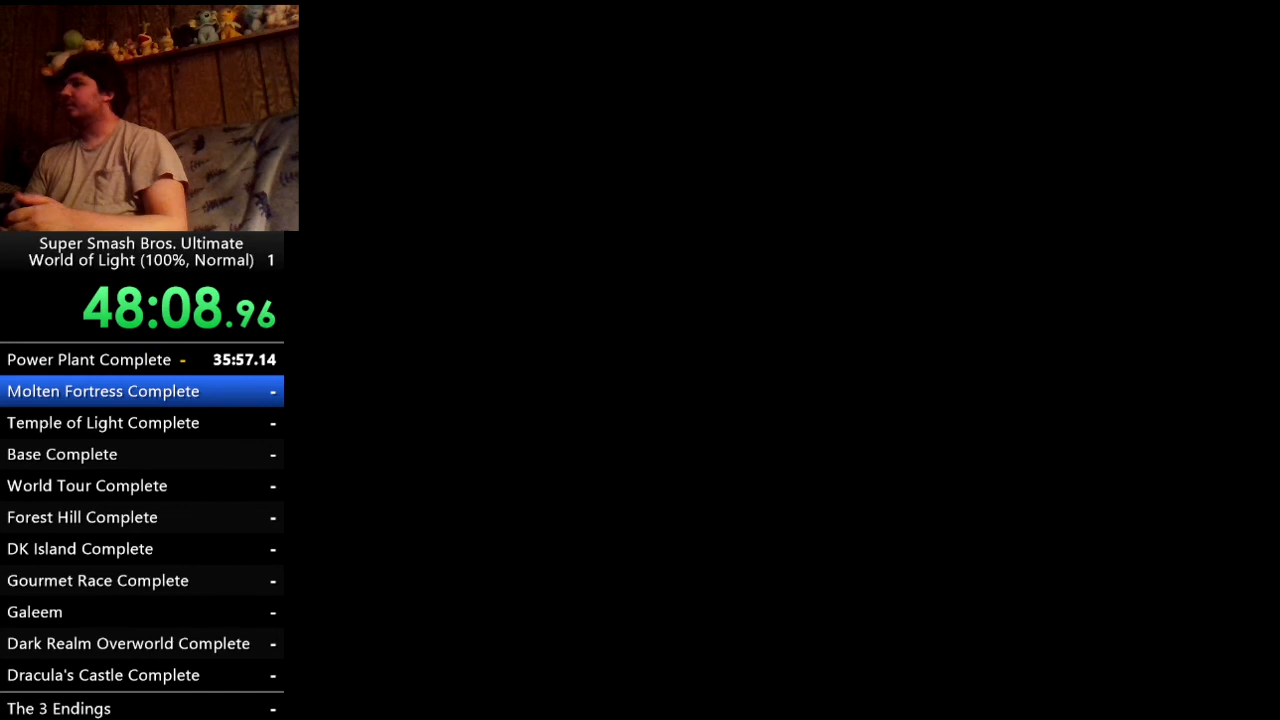 Super Smash Bros. Ultimate
World of Light (100%, Normal) 1
48:08.96
Power Plant Complete - 35:57.14
Molten Fortress Complete -
Temple of Light Complete -
Base Complete -
World Tour Complete -
Forest Hill Complete -
DK Island Complete -
Gourmet Race Complete -
Galeem -
Dark Realm Overworld Complete -
Dracula's Castle Complete -
The 3 Endings -